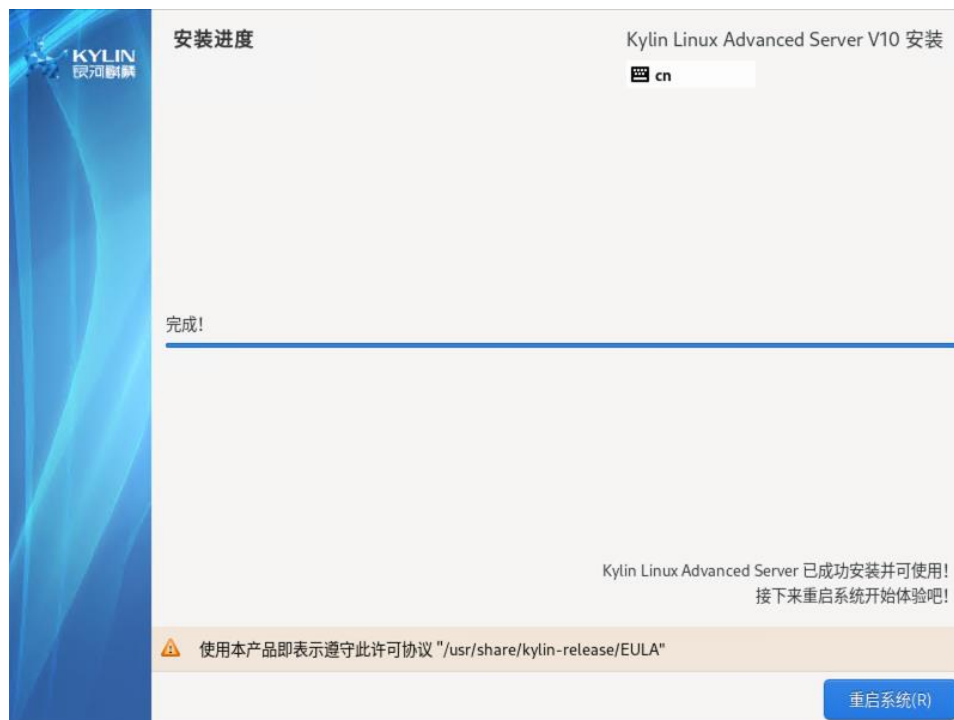 KYLIN
银河麒麟
安装进度
Kylin Linux Advanced Server V10 安装
cn
完成!
Kylin Linux Advanced Server 已成功安装并可使用!
接下来重启系统开始体验吧!
使用本产品即表示遵守此许可协议 "/usr/share/kylin-release/EULA"
重启系统(R)